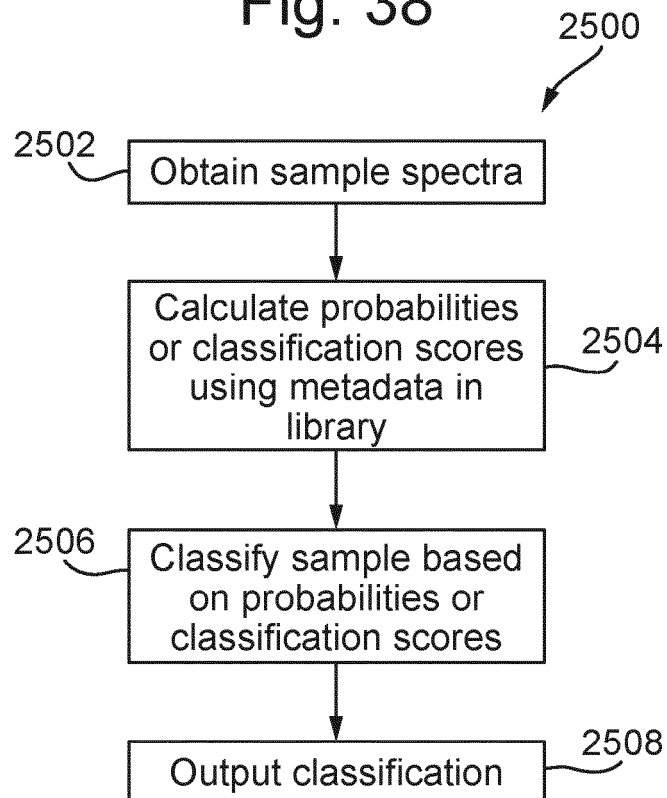 Fig. 38
2500
2502
Obtain sample spectra
Calculate probabilities
or classification scores
using metadata in
library
2504
2506
Classify sample based
on probabilities or
classification scores
2508
Output classification